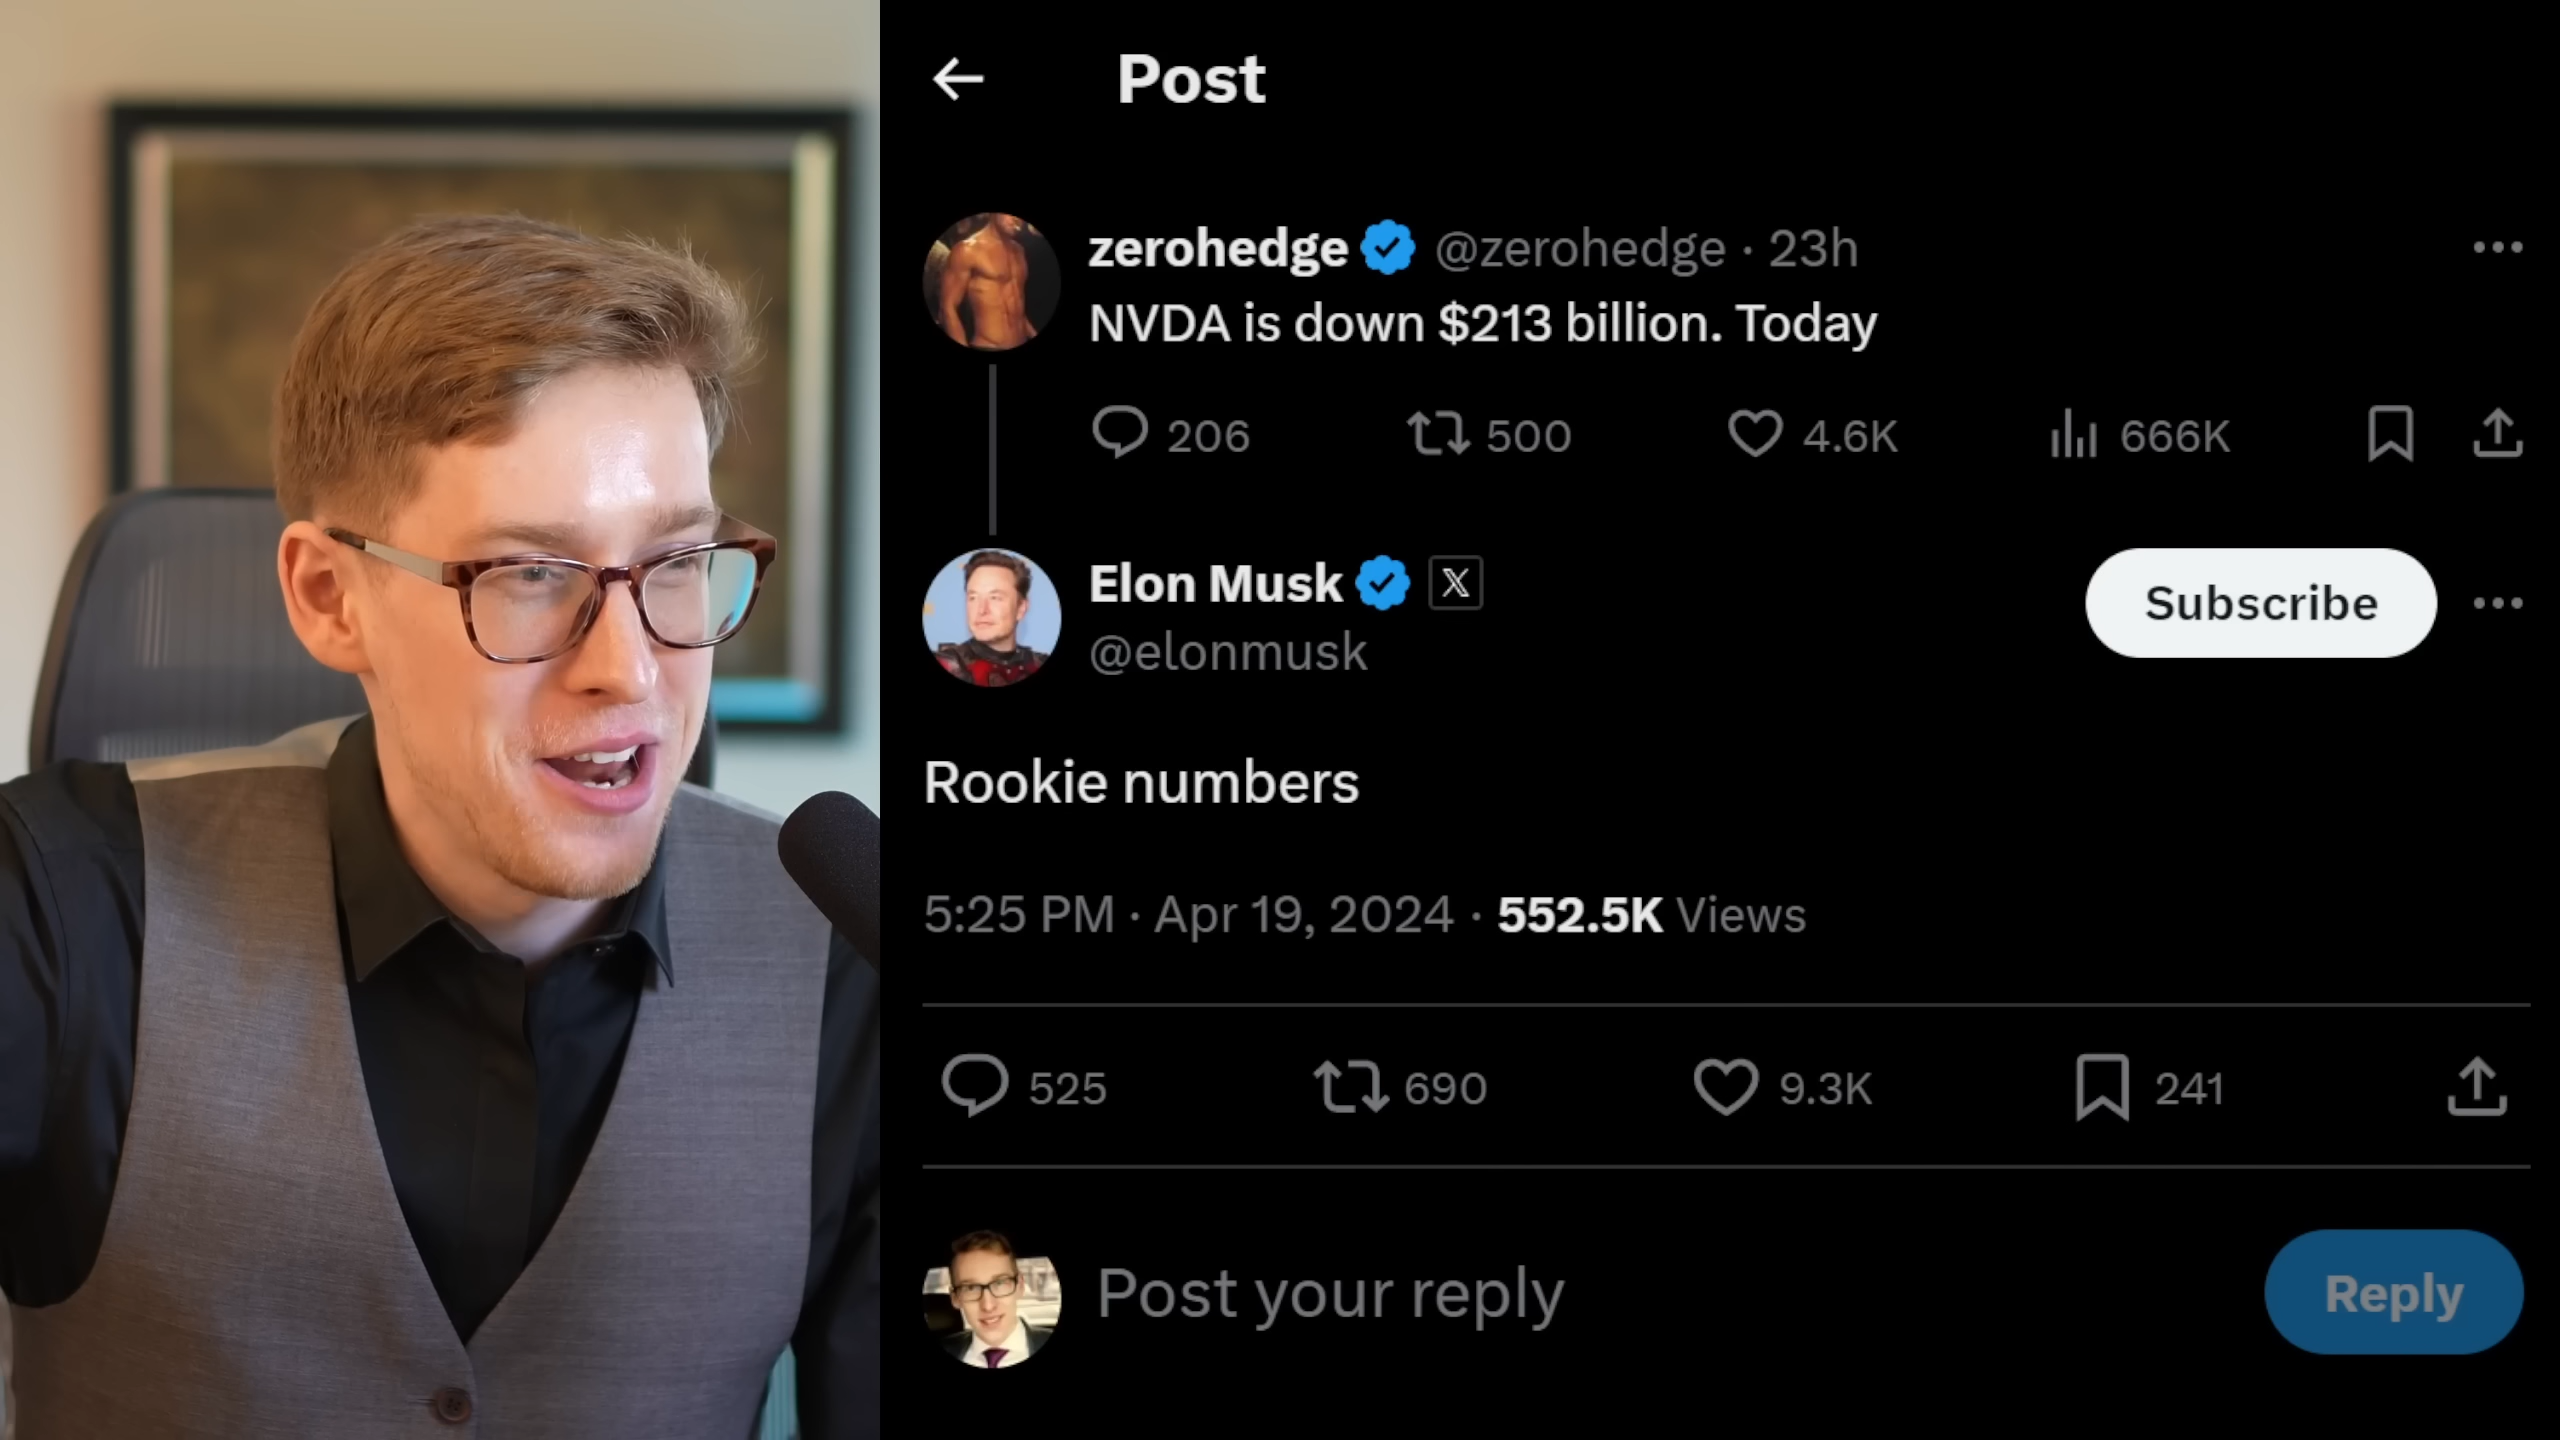 Post
zerohedge @zerohedge · 23h
NVDA is down $213 billion. Today
206 500 4.6K 666K
Elon Musk X
@elonmusk
Subscribe
Rookie numbers
5:25 PM · Apr 19, 2024 · 552.5K Views
525 690 9.3K 241
Post your reply
Reply